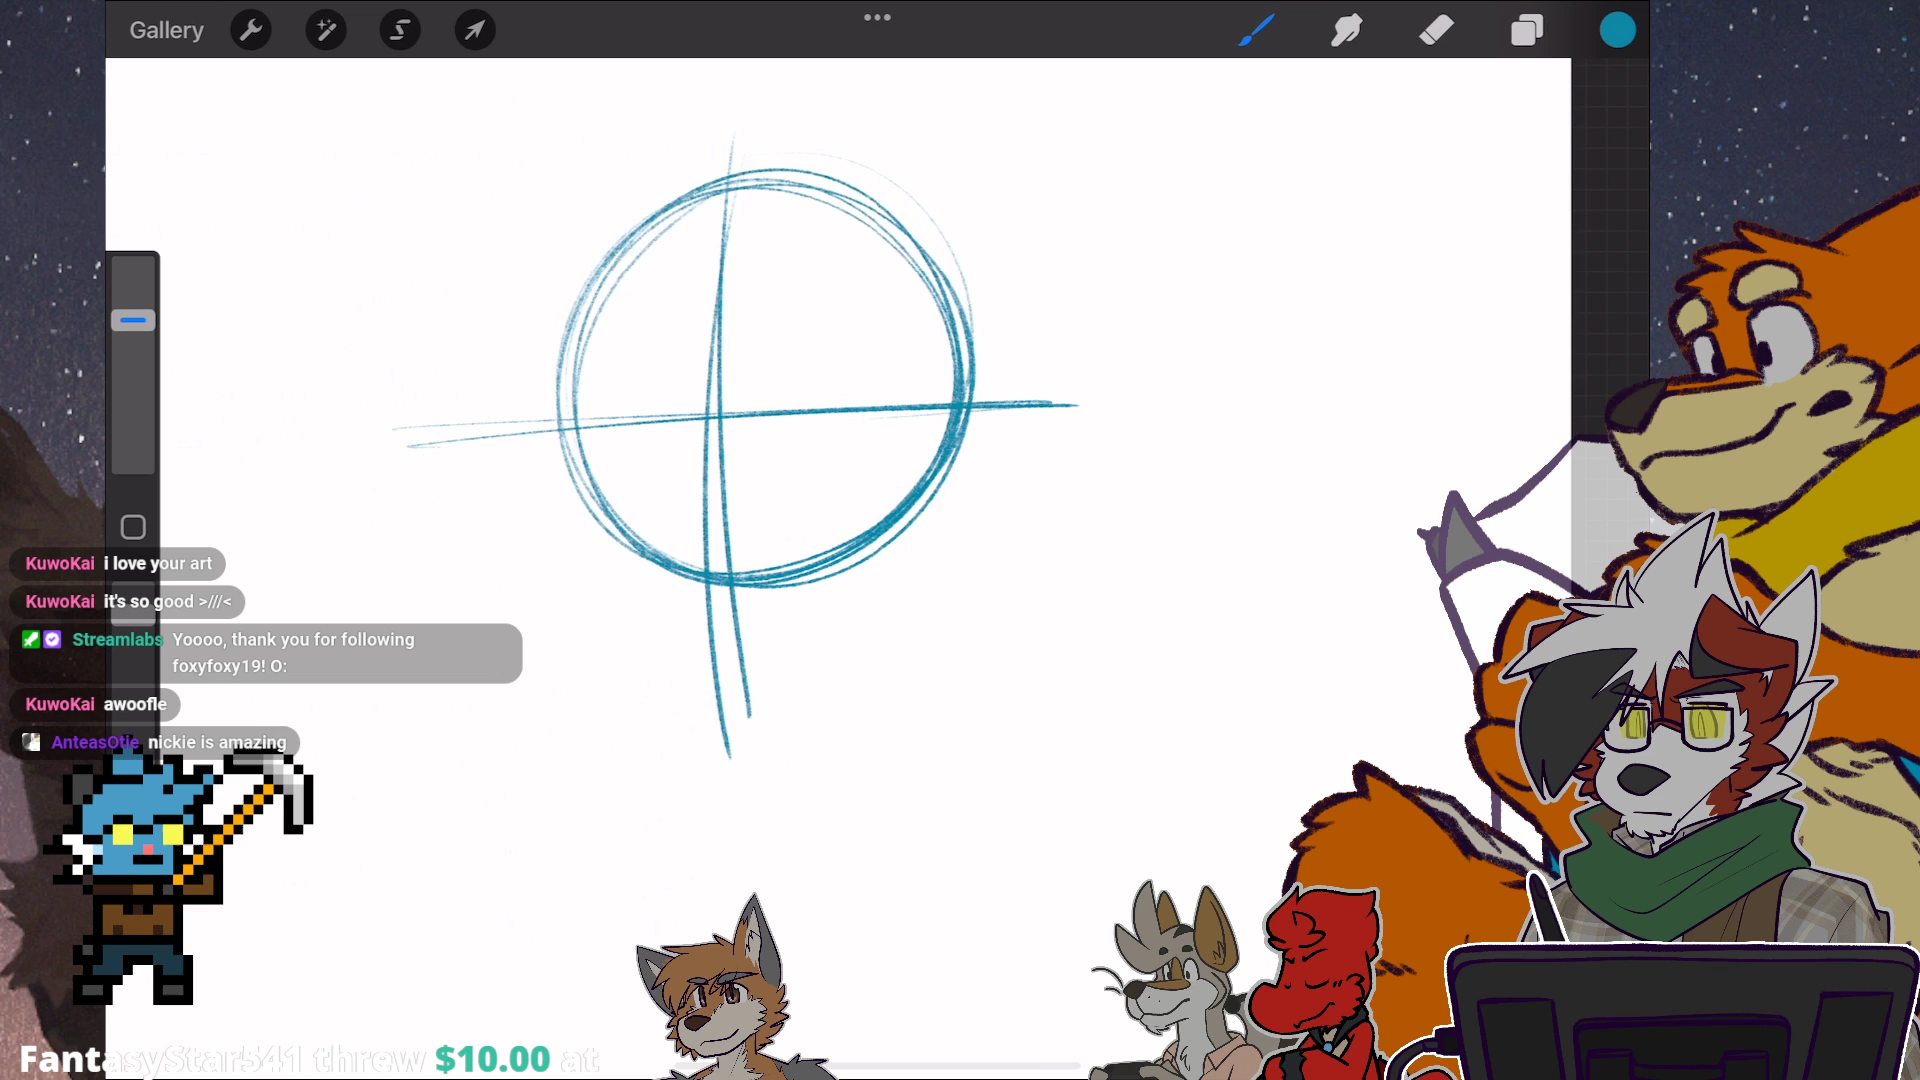 Gallery
KuwoKai i love your art
KuwoKai it's so good >///<
Streamlabs Yoooo, thank you for following
foxyfoxy19! O:
KuwoKai awoofle
AnteasOtie nickie is amazing
FantasyStar541 threw $10.00 at